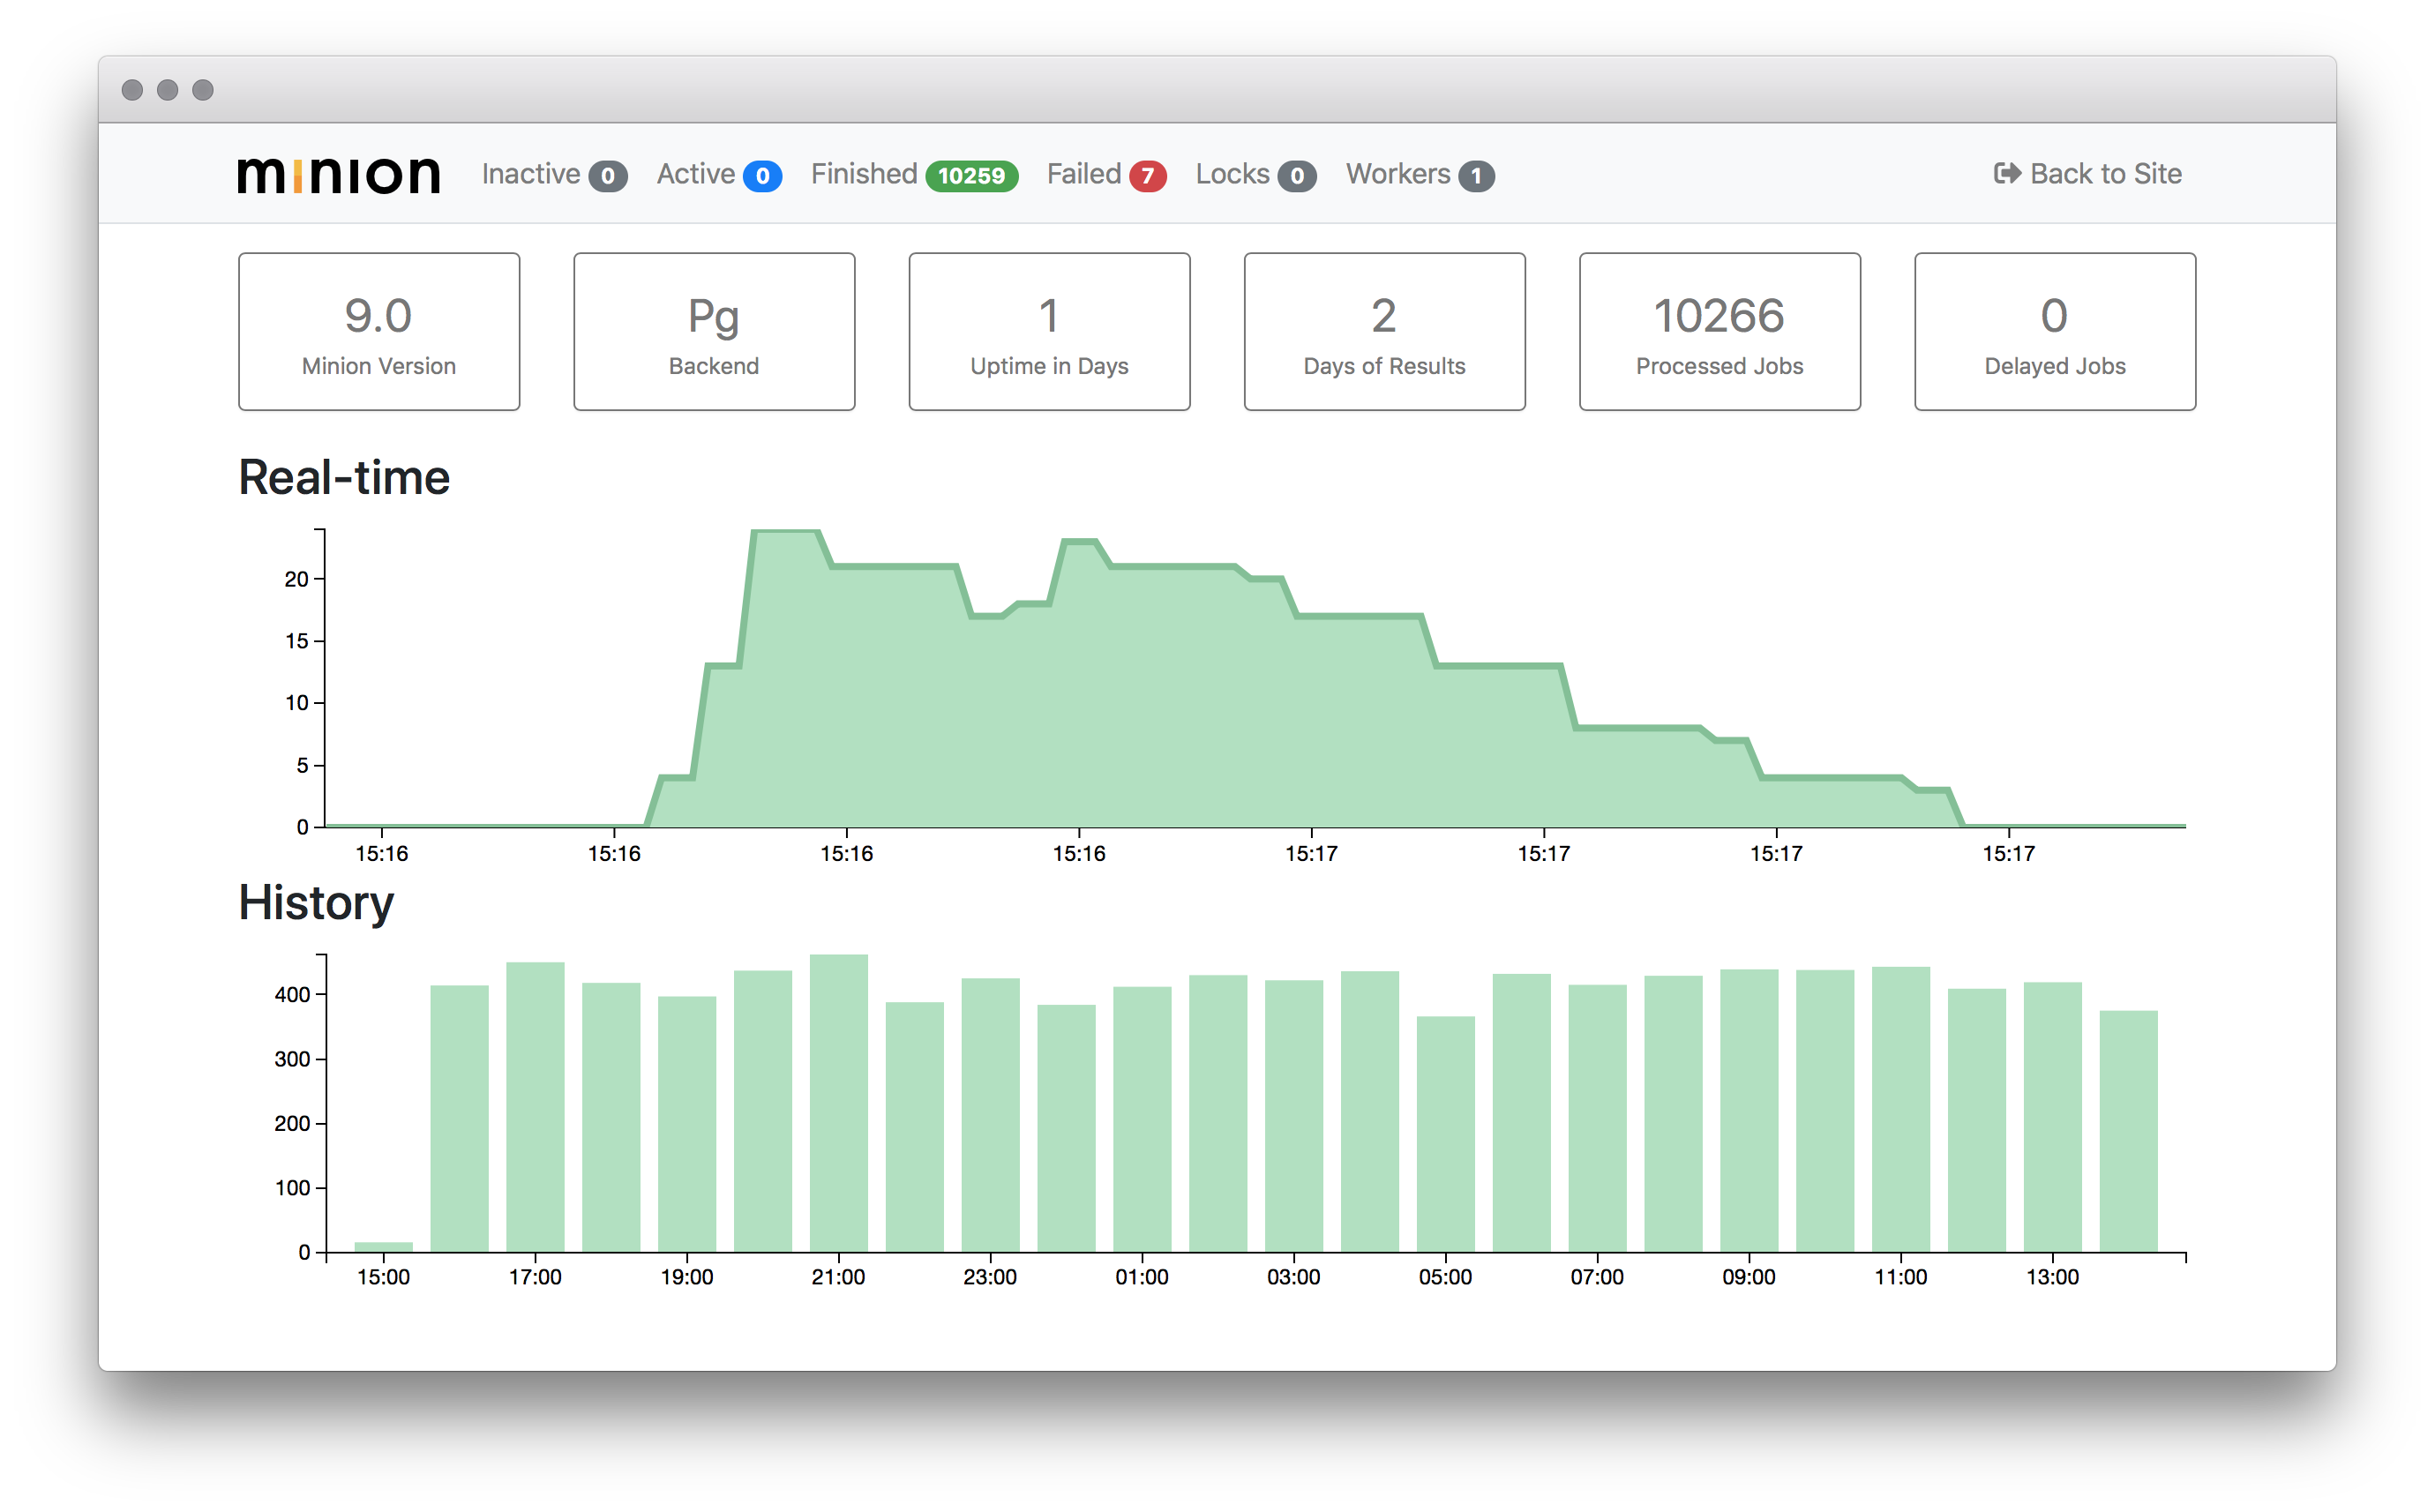 minion Inactive 0 Active 0 Finished 10259 Failed 7 Locks 0 Workers 1 Back to Site
9.0 Pg 1 2 10266 0
Minion Version Backend Uptime in Days Days of Results Processed Jobs Delayed Jobs
Real-time
20
15
10
5
0
15:16 15:16 15:16 15:16 15:17 15:17 15:17 15:17
History
400
300
200
100
0
15:00 17:00 19:00 21:00 23:00 01:00 03:00 05:00 07:00 09:00 11:00 13:00